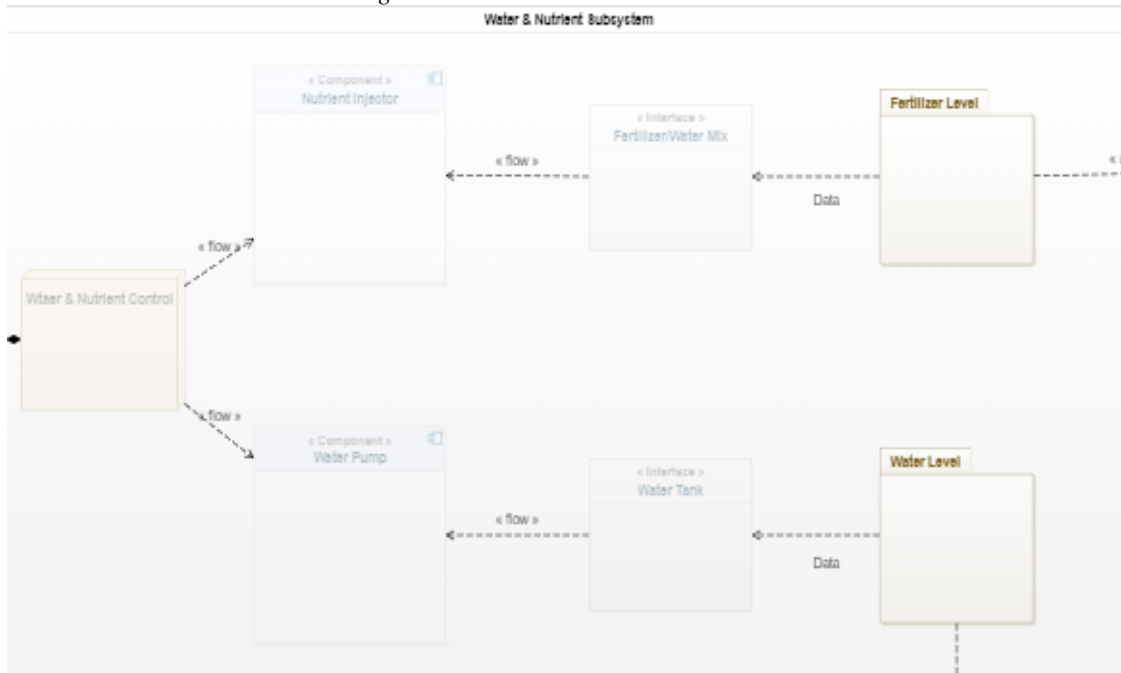 Water & Nutrient Subsystem
« Component »
Nutrient Injector
« Interface »
Fertilizer/Water Mix
Fertilizer Level
« flow »
Data
« flow »
Wtaer & Nutrient Control
« flow »
« Component »
Water Pump
« Interface »
Water Tank
Water Level
« flow »
Data